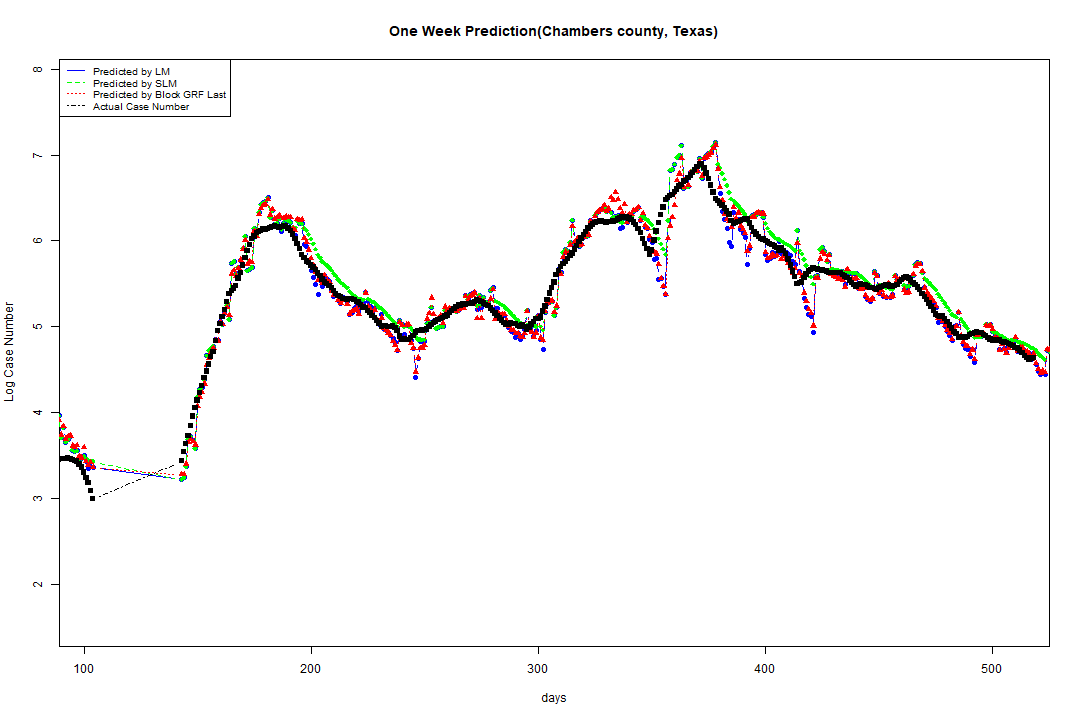 One Week Prediction(Chambers county, Texas)
Predicted by LM
Predicted by SLM
Predicted by Block GRF Last
Actual Case Number
8
7
6
5
4
3
2
Log Case Number
100 200 300 400 500
days